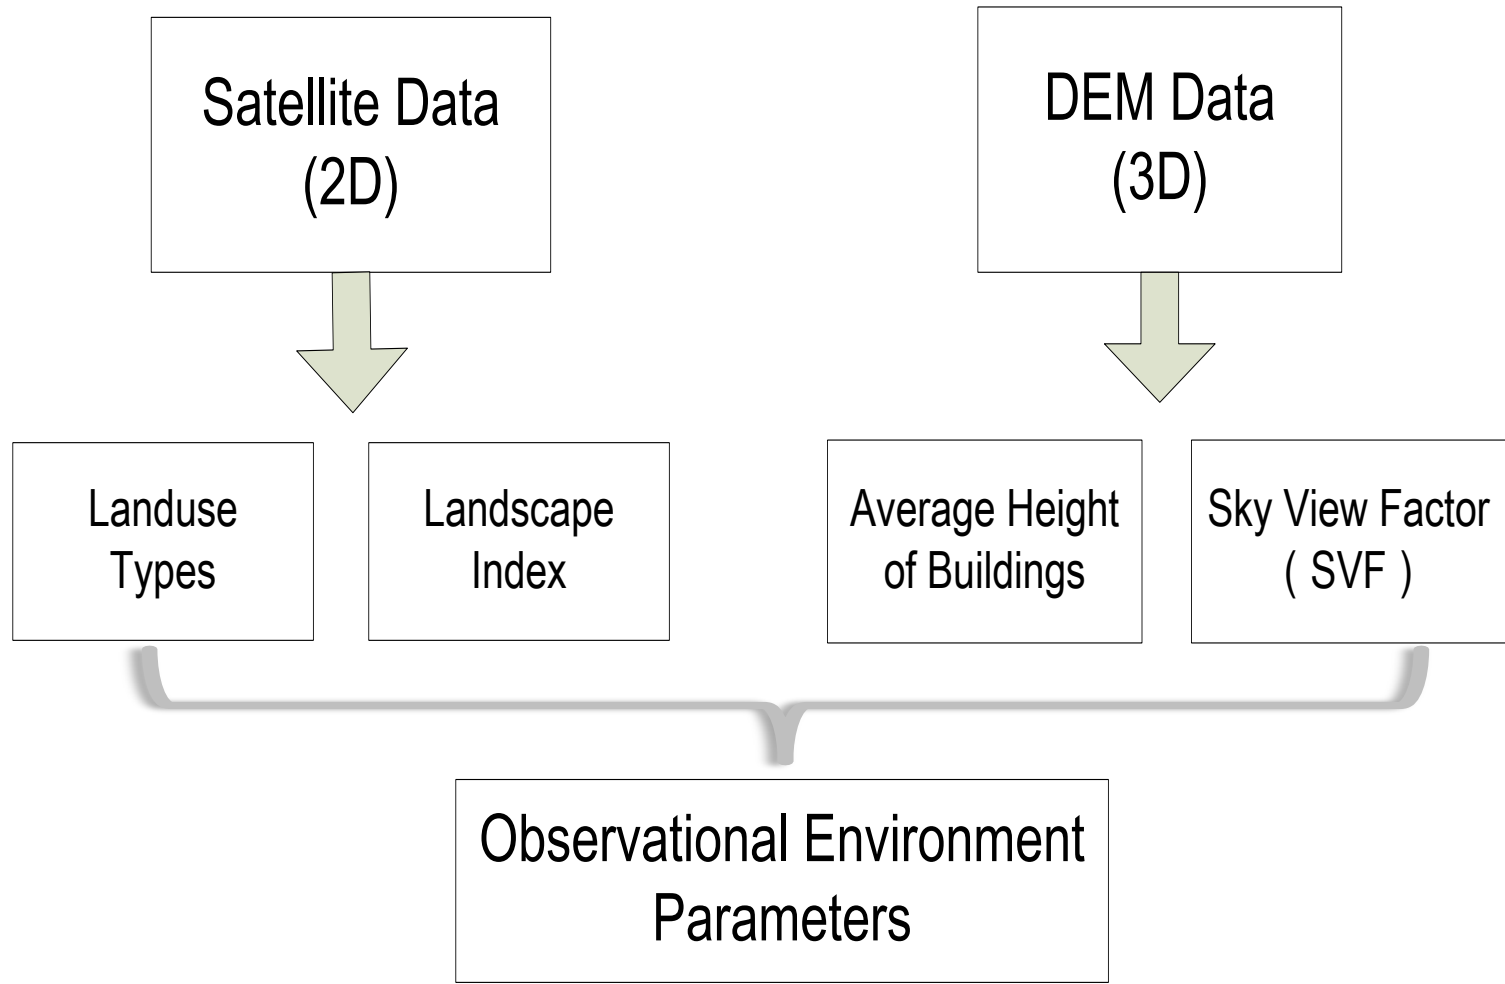 Satellite Data
(2D)
DEM Data
(3D)
Landuse
Types
Landscape
Index
Average Height
of Buildings
Sky View Factor
( SVF )
Observational Environment
Parameters